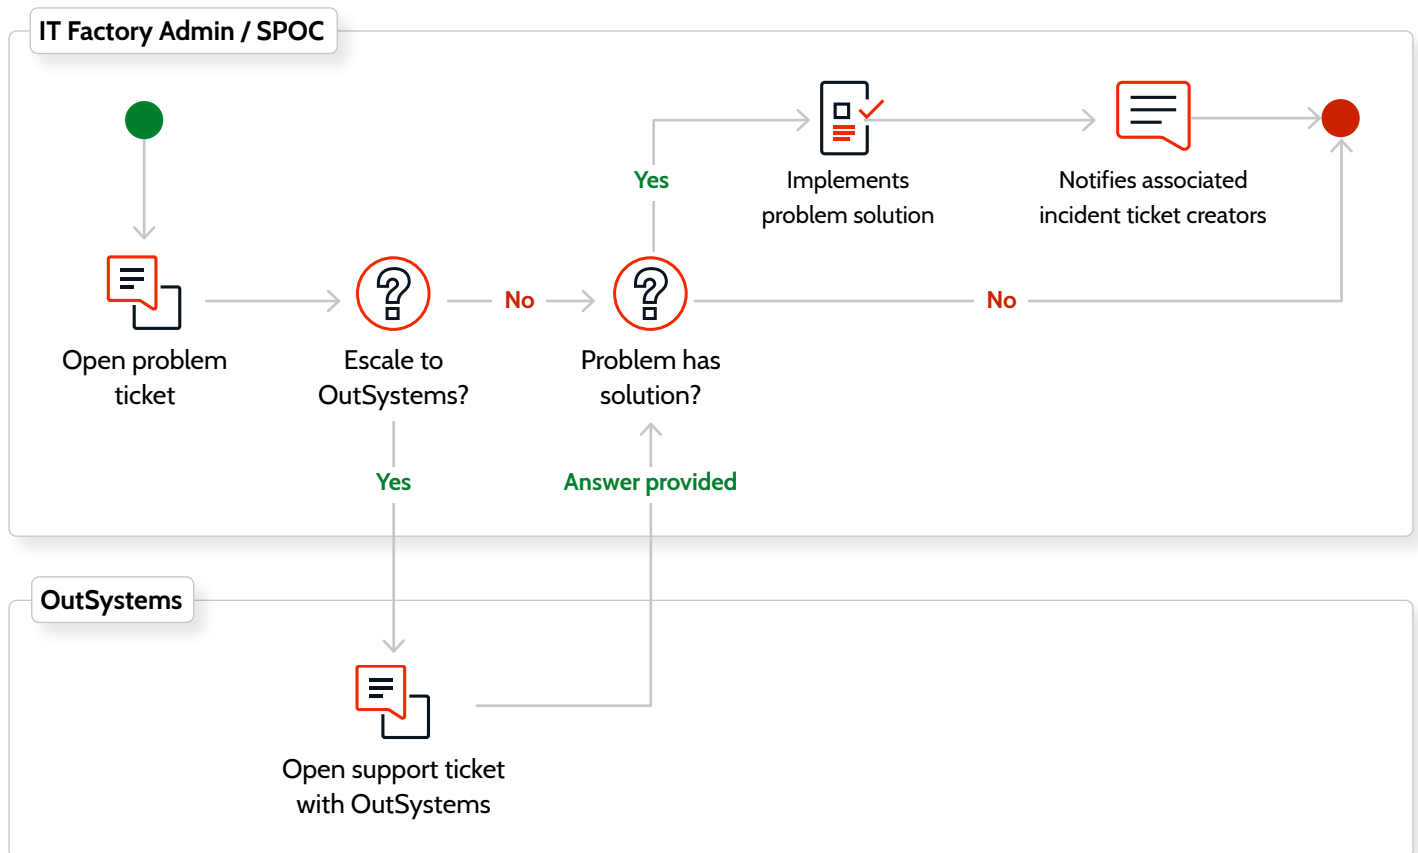 IT Factory Admin / SPOC
Yes
Implements
problem solution
Notifies associated
incident ticket creators
No
No
Open problem
ticket
Escale to
OutSystems?
Problem has
solution?
Yes
Answer provided
OutSystems
Open support ticket
with OutSystems